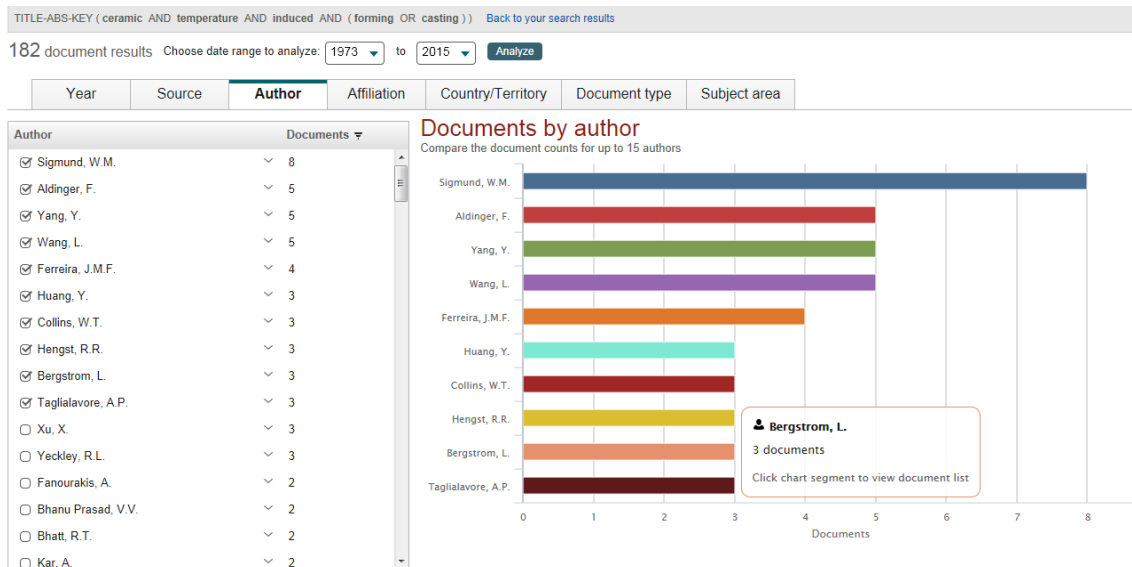 TITLE-ABS-KEY ( ceramic AND temperature AND induced AND ( forming OR casting ) ) Back to your search results
182 document results Choose date range to analyze: 1973 to 2015 Analyze
Year Source Author Affiliation Country/Territory Document type Subject area
Author Documents
Sigmund, W.M. 8
Aldinger, F. 5
Yang, Y. 5
Wang, L. 5
Ferreira, J.M.F. 4
Huang, Y. 3
Collins, W.T. 3
Hengst, R.R. 3
Bergstrom, L. 3
Taglialavore, A.P. 3
Xu, X. 3
Yeckley, R.L. 3
Fanourakis, A. 2
Bhanu Prasad, V.V. 2
Bhatt, R.T. 2
Kar, A. 2
Documents by author
Compare the document counts for up to 15 authors
Sigmund, W.M.
Aldinger, F.
Yang, Y.
Wang, L.
Ferreira, J.M.F.
Huang, Y.
Collins, W.T.
Hengst, R.R.
Bergstrom, L.
Taglialavore, A.P.
Bergstrom, L.
3 documents
Click chart segment to view document list
0 1 2 3 4 5 6 7 8
Documents